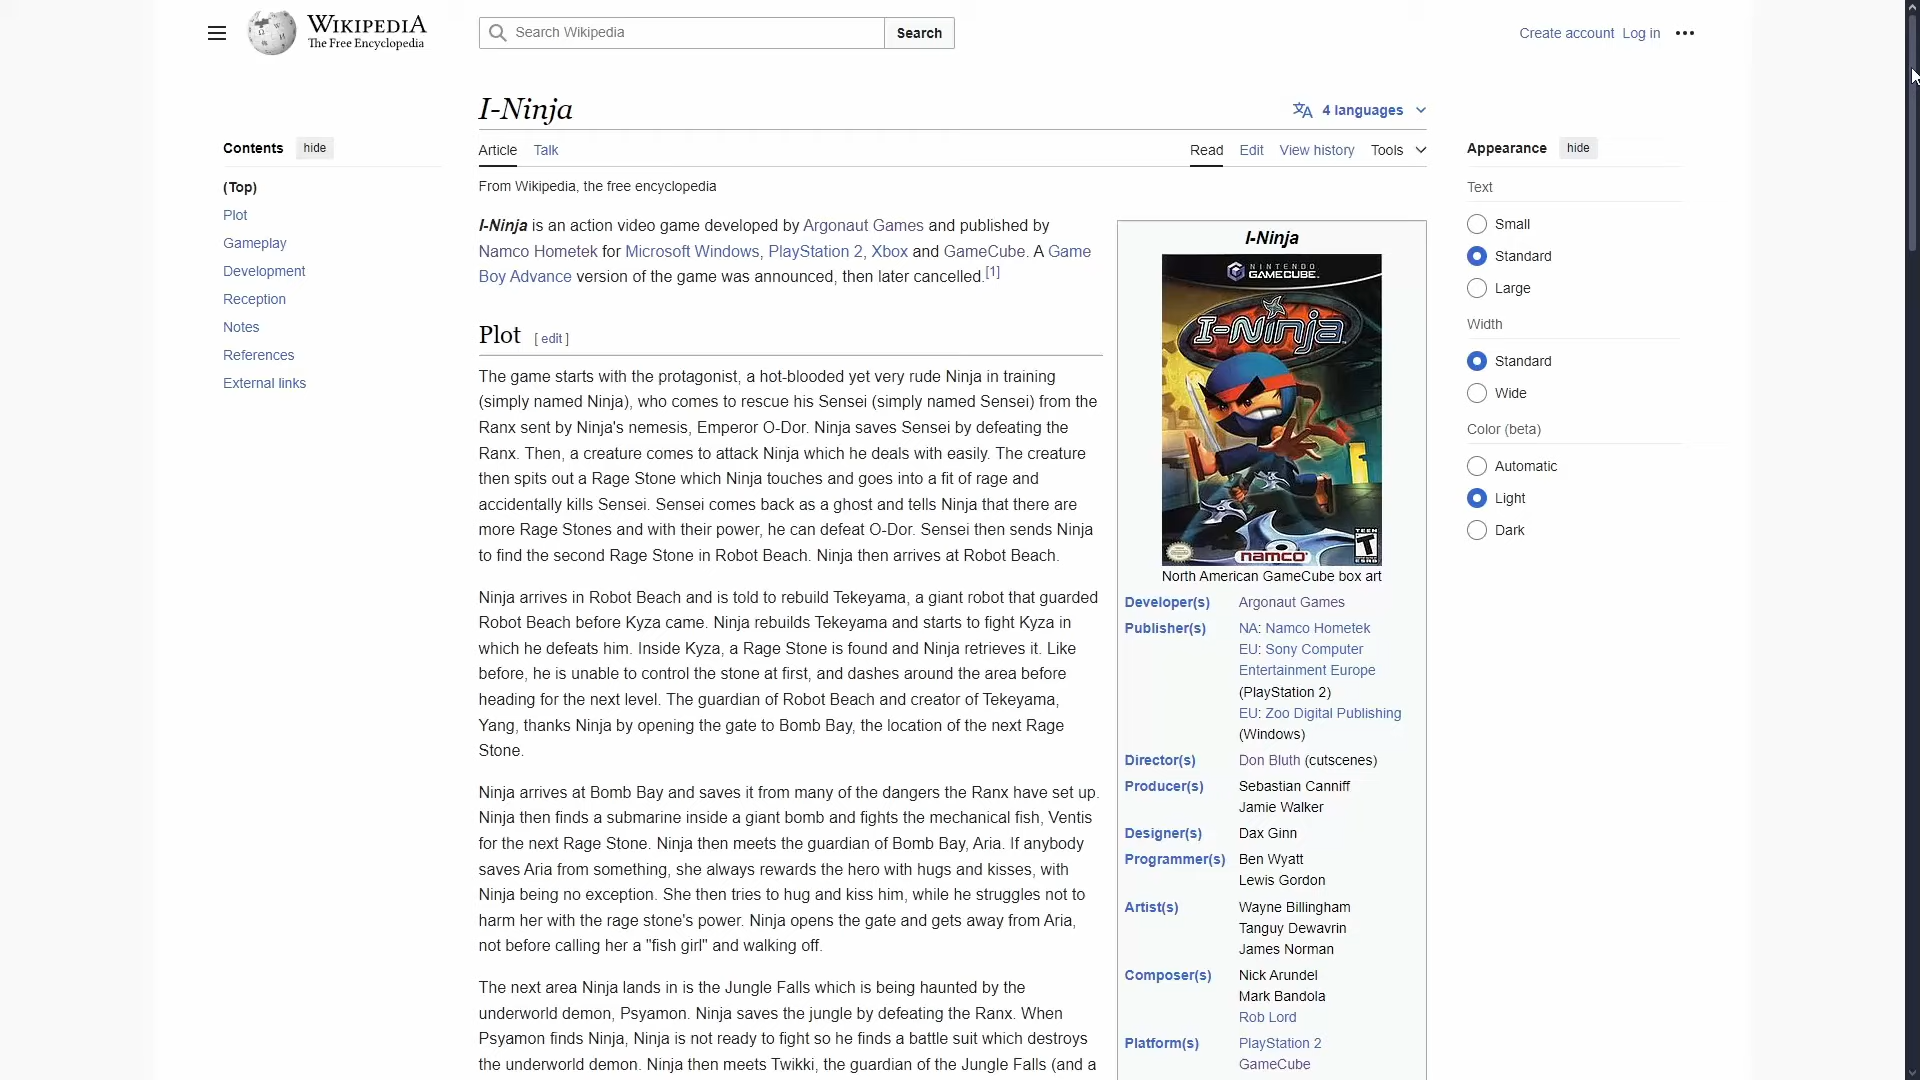 WIKIPEDIA
The Free Encyclopedia
Search Wikipedia
Search
Create account Log in
I-Ninja
4 languages
Contents hide
(Top)
Plot
Gameplay
Development
Reception
Notes
References
External links
Article Talk
Read Edit View history Tools
From Wikipedia, the free encyclopedia
I-Ninja is an action video game developed by Argonaut Games and published by
Namco Hometek for Microsoft Windows, PlayStation 2, Xbox and GameCube. A Game
Boy Advance version of the game was announced, then later cancelled.[1]
Plot [ edit ]
The game starts with the protagonist, a hot-blooded yet very rude Ninja in training
(simply named Ninja), who comes to rescue his Sensei (simply named Sensei) from the
Ranx sent by Ninja's nemesis, Emperor O-Dor. Ninja saves Sensei by defeating the
Ranx. Then, a creature comes to attack Ninja which he deals with easily. The creature
then spits out a Rage Stone which Ninja touches and goes into a fit of rage and
accidentally kills Sensei. Sensei comes back as a ghost and tells Ninja that there are
more Rage Stones and with their power, he can defeat O-Dor. Sensei then sends Ninja
to find the second Rage Stone in Robot Beach. Ninja then arrives at Robot Beach.
Ninja arrives in Robot Beach and is told to rebuild Tekeyama, a giant robot that guarded
Robot Beach before Kyza came. Ninja rebuilds Tekeyama and starts to fight Kyza in
which he defeats him. Inside Kyza, a Rage Stone is found and Ninja retrieves it. Like
before, he is unable to control the stone at first, and dashes around the area before
heading for the next level. The guardian of Robot Beach and creator of Tekeyama,
Yang, thanks Ninja by opening the gate to Bomb Bay, the location of the next Rage
Stone.
Ninja arrives at Bomb Bay and saves it from many of the dangers the Ranx have set up.
Ninja then finds a submarine inside a giant bomb and fights the mechanical fish, Ventis
for the next Rage Stone. Ninja then meets the guardian of Bomb Bay, Aria. If anybody
saves Aria from something, she always rewards the hero with hugs and kisses, with
Ninja being no exception. She then tries to hug and kiss him, while he struggles not to
harm her with the rage stone's power. Ninja opens the gate and gets away from Aria,
not before calling her a "fish girl" and walking off.
The next area Ninja lands in is the Jungle Falls which is being haunted by the
underworld demon, Psyamon. Ninja saves the jungle by defeating the Ranx. When
Psyamon finds Ninja, Ninja is not ready to fight so he finds a battle suit which destroys
the underworld demon. Ninja then meets Twikki, the guardian of the Jungle Falls (and a
I-Ninja
NINTENDO
GAMECUBE
I-Ninja
namco
TEEN
T
ESRB
North American GameCube box art
Developer(s) Argonaut Games
Publisher(s) NA: Namco Hometek
EU: Sony Computer
Entertainment Europe
(PlayStation 2)
EU: Zoo Digital Publishing
(Windows)
Director(s) Don Bluth (cutscenes)
Producer(s) Sebastian Canniff
Jamie Walker
Designer(s) Dax Ginn
Programmer(s) Ben Wyatt
Lewis Gordon
Artist(s) Wayne Billingham
Tanguy Dewavrin
James Norman
Composer(s) Nick Arundel
Mark Bandola
Rob Lord
Platform(s) PlayStation 2
GameCube
Appearance hide
Text
Small
Standard
Large
Width
Standard
Wide
Color (beta)
Automatic
Light
Dark